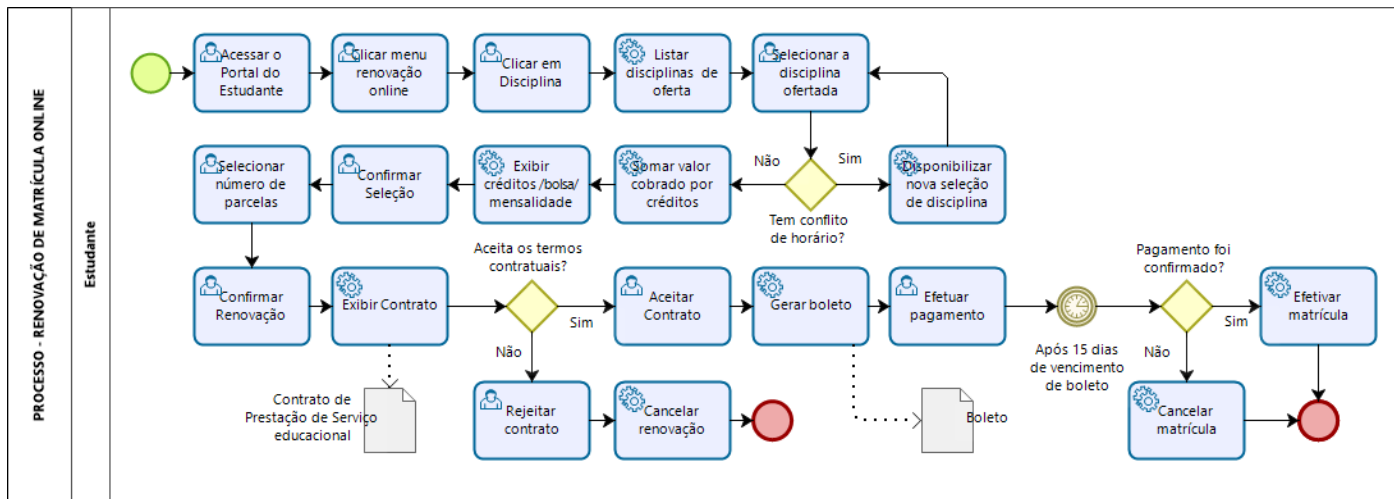 PROCESSO - RENOVAÇÃO DE MATRÍCULA ONLINE
Estudante
Acessar o
Portal do
Estudante
Clicar menu
renovação
online
Clicar em
Disciplina
Listar
disciplinas de
oferta
Selecionar a
disciplina
ofertada
Selecionar
número de
parcelas
Confirmar
Seleção
Exibir
créditos /bolsa/
mensalidade
Somar valor
cobrado por
créditos
Não
Sim
Tem conflito
de horário?
Disponibilizar
nova seleção
de disciplina
Confirmar
Renovação
Exibir Contrato
Aceita os termos
contratuais?
Sim
Não
Aceitar
Contrato
Gerar boleto
Efetuar
pagamento
Após 15 dias
de vencimento
de boleto
Pagamento foi
confirmado?
Sim
Não
Efetivar
matrícula
Contrato de
Prestação de Serviço
educacional
Rejeitar
contrato
Cancelar
renovação
Boleto
Cancelar
matrícula